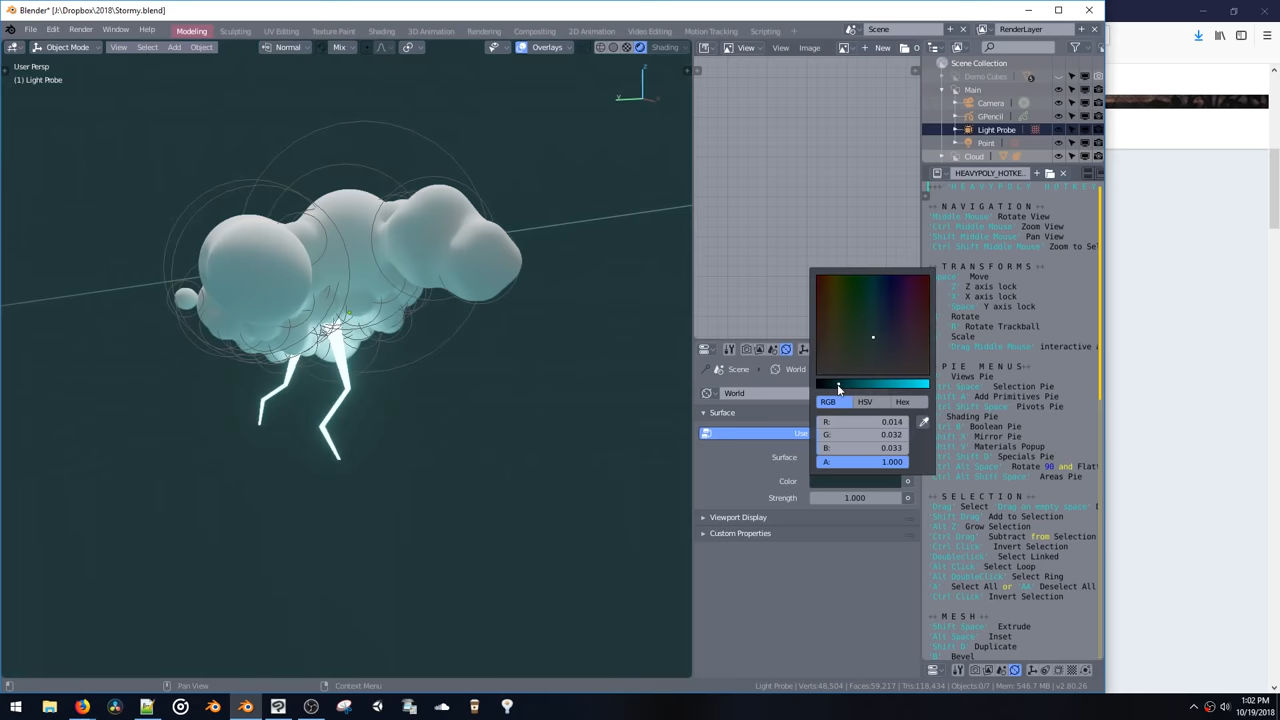 Blender* [J:\Dropbox\2018\Stormy.blend]
File Edit Render Window Help Modeling Sculpting UV Editing Texture Paint Shading 3D Animation Rendering Compositing 2D Animation Video Editing Motion Tracking Scripting Scene RenderLayer
Object Mode View Select Add Object Normal Mix Overlays Shading View View Image New
User Persp
(1) Light Probe
Scene Collection
Demo Cubes
Main
Camera
GPencil
Light Probe
Point
Cloud
HEAVYPOLY_HOTKE..
HEAVYPOLY HOTKEY
NAVIGATION
'Middle Mouse' Rotate View
'Ctrl Middle Mouse' Zoom View
'Shift Middle Mouse' Pan View
'Ctrl Shift Middle Mouse' Zoom to Sel
TRANSFORMS
Move
Z axis lock
X axis lock
'Space' Y axis lock
Rotate
Rotate Trackball
Scale
'Drag Middle Mouse' interactive
PIE MENUS
Views Pie
Selection Pie
Add Primitives Pie
Pivots Pie
Shading Pie
Boolean Pie
Mirror Pie
Materials Popup
Specials Pie
Rotate 90 and Flat
Areas Pie
SELECTION
'Drag' Select 'Drag on empty space'
'Shift Drag' Add to Selection
'Alt Z' Grow Selection
'Ctrl Drag' Subtract from Selection
'Ctrl Click' Invert Selection
'Doubleclick' Select Linked
'Alt Click' Select Loop
'Alt DoubleClick' Select Ring
'A' Select All or 'AA' Deselect All
'Ctrl Click' Invert Selection
MESH
'Shift Space' Extrude
'Alt Space' Inset
'Shift D' Duplicate
'B' Bevel
Scene World
World
Surface
Use
Surface
Color
Strength 1.000
Viewport Display
Custom Properties
RGB HSV Hex
R: 0.014
G: 0.032
B: 0.033
A: 1.000
Pan View Context Menu
Light Probe | Verts:48,504 | Faces:59,217 | Tris:118,434 | Objects:0/7 | Mem: 546.7 MB | v2.80.26
1:02 PM
10/19/2018